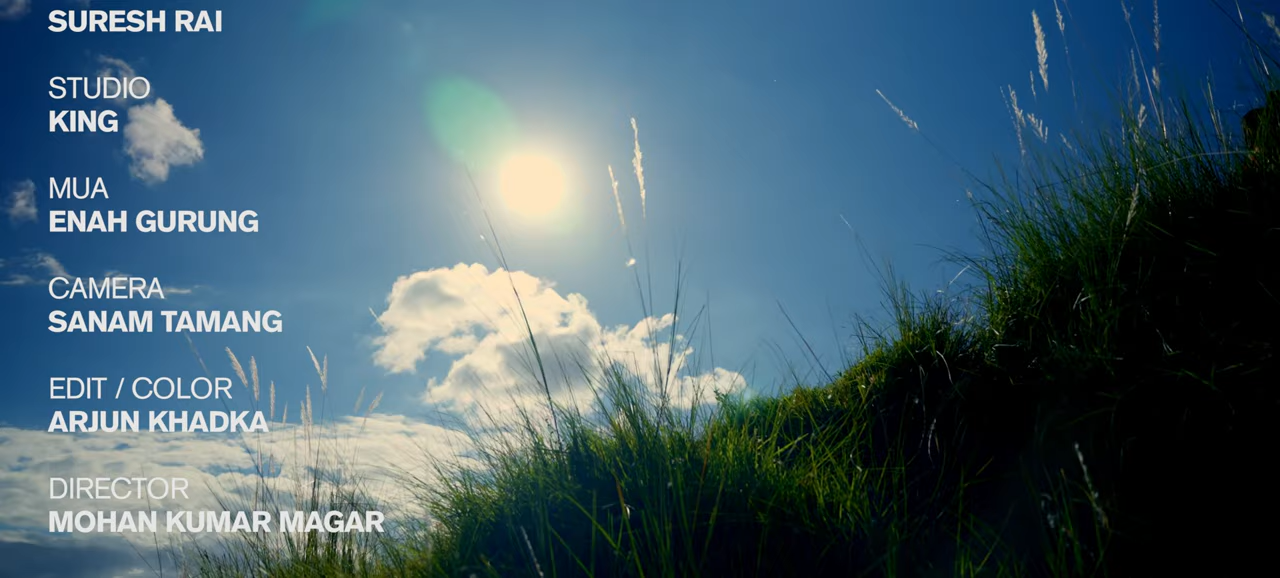 SURESH RAI
STUDIO
KING
MUA
ENAH GURUNG
CAMERA
SANAM TAMANG
EDIT / COLOR
ARJUN KHADKA
DIRECTOR
MOHAN KUMAR MAGAR